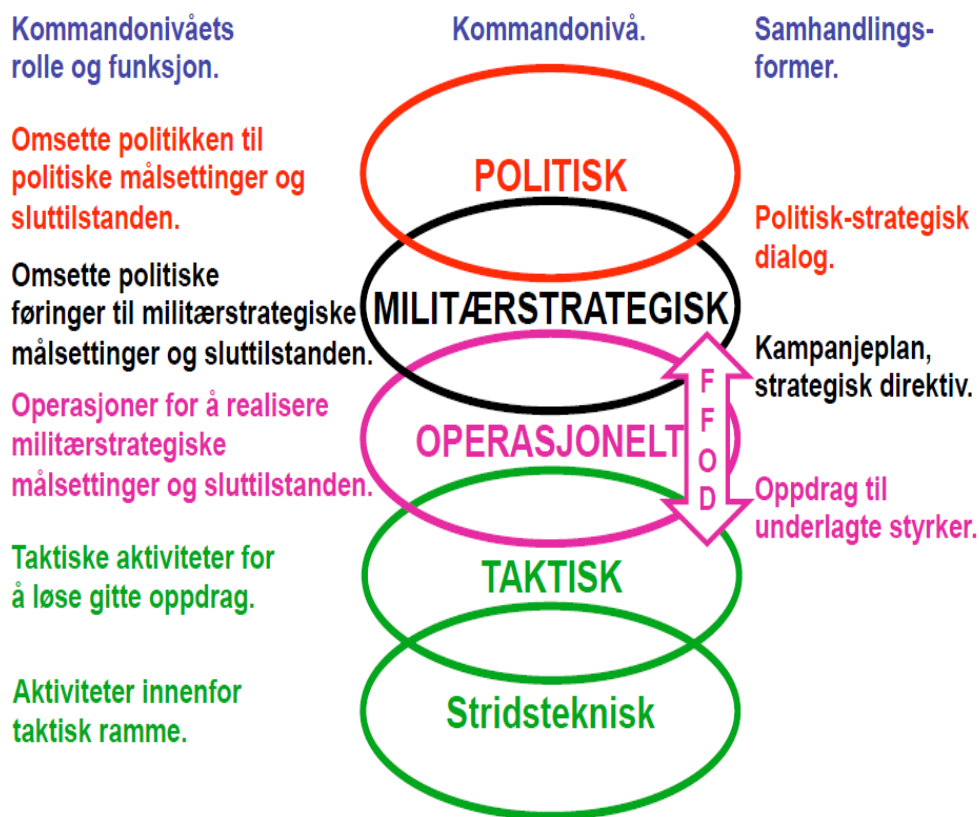 Kommandonivåets
rolle og funksjon.
Kommandonivå.
Samhandlings-
former.
Omsette politikken til
politiske målsettinger og
sluttilstanden.
POLITISK
Politisk-strategisk
dialog.
Omsette politiske
føringer til militærstrategiske
målsettinger og sluttilstanden.
MILITÆRSTRATEGISK
Kampanjeplan,
strategisk direktiv.
Operasjoner for å realisere
militærstrategiske
målsettinger og sluttilstanden.
OPERASJONELT
F
F
O
D
Oppdrag til
underlagte styrker.
Taktiske aktiviteter for
å løse gitte oppdrag.
TAKTISK
Aktiviteter innenfor
taktisk ramme.
Stridsteknisk